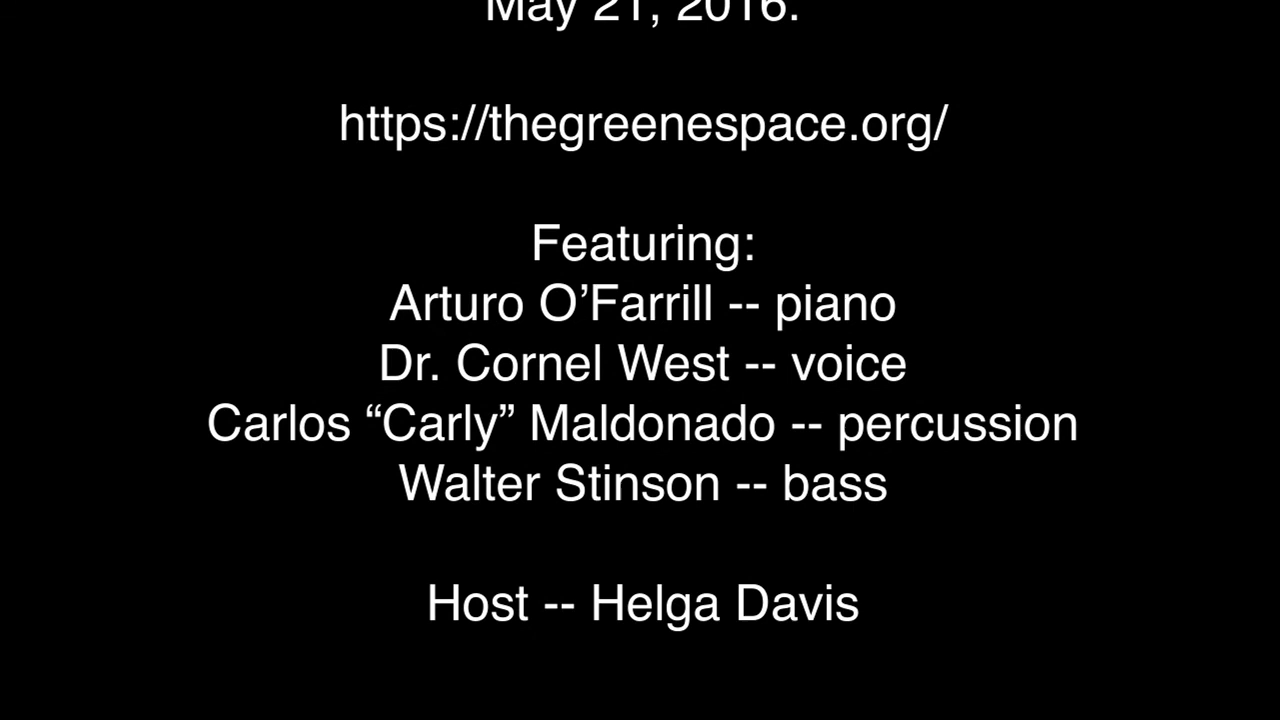 May 21, 2016.
https://thegreenespace.org/
Featuring:
Arturo O’Farrill -- piano
Dr. Cornel West -- voice
Carlos “Carly” Maldonado -- percussion
Walter Stinson -- bass
Host -- Helga Davis